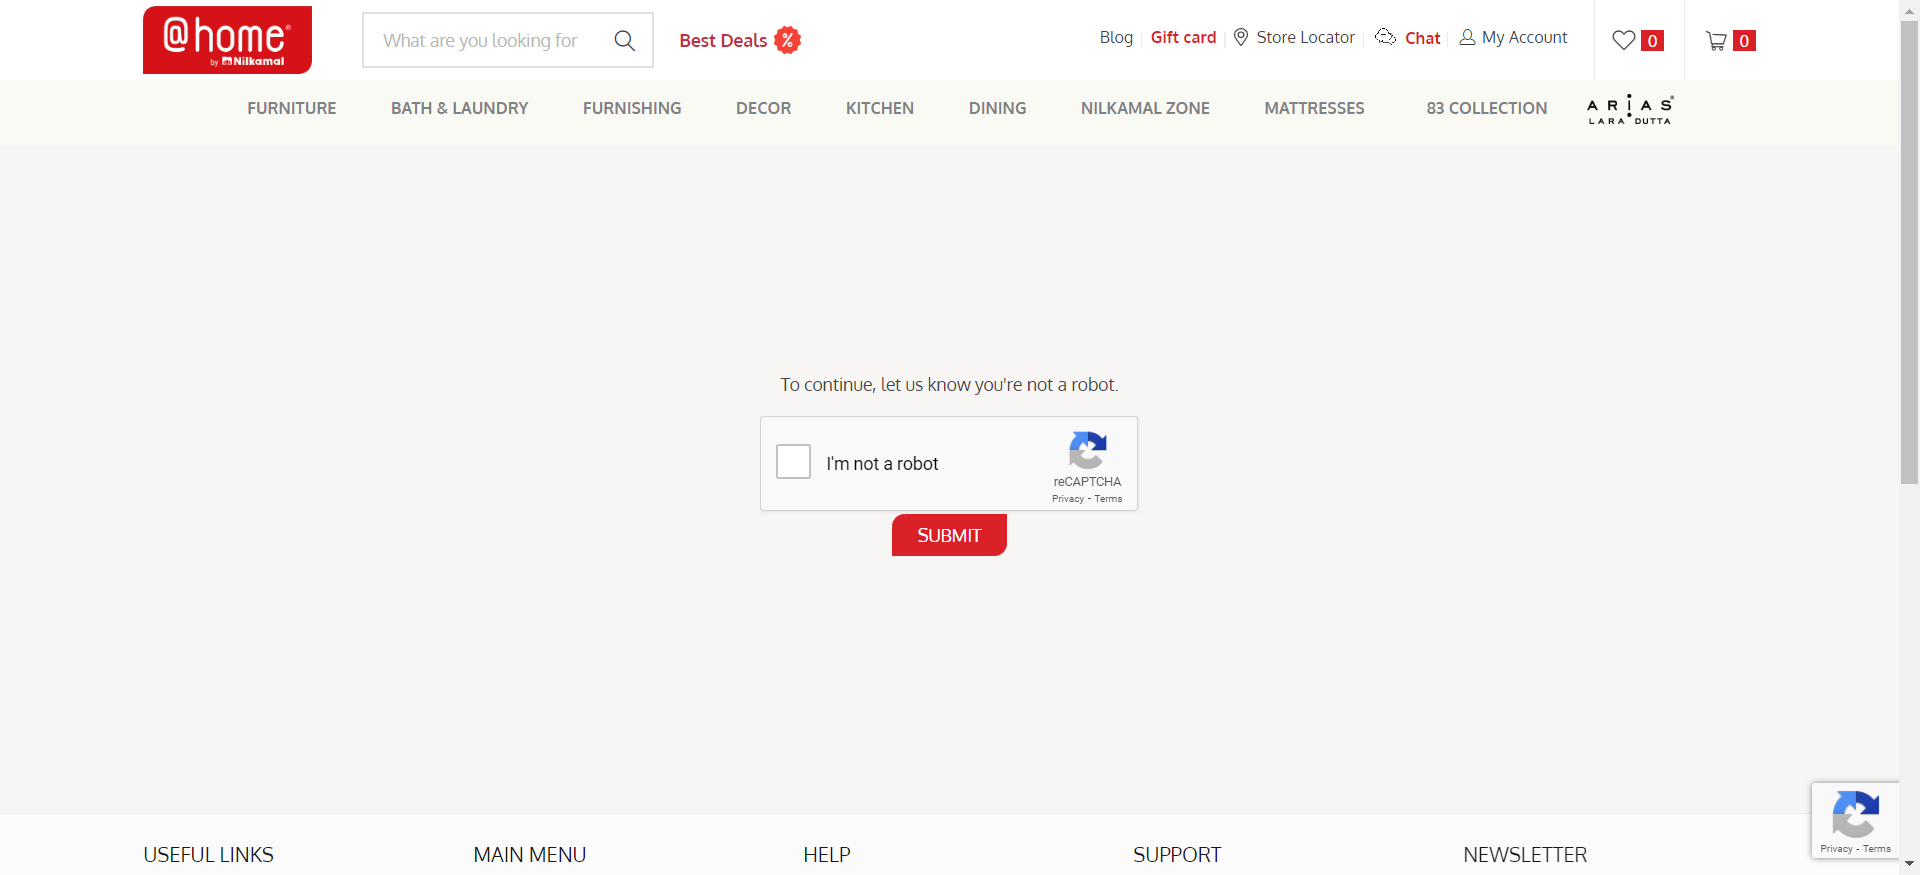 @home
by Nilkamal
What are you looking for
Best Deals %
Blog
Gift card
Store Locator
Chat
My Account
0
0
FURNITURE
BATH & LAUNDRY
FURNISHING
DECOR
KITCHEN
DINING
NILKAMAL ZONE
MATTRESSES
83 COLLECTION
ARIAS
LARA DUTTA
To continue, let us know you're not a robot.
I'm not a robot
reCAPTCHA
Privacy - Terms
SUBMIT
Privacy - Terms
USEFUL LINKS
MAIN MENU
HELP
SUPPORT
NEWSLETTER